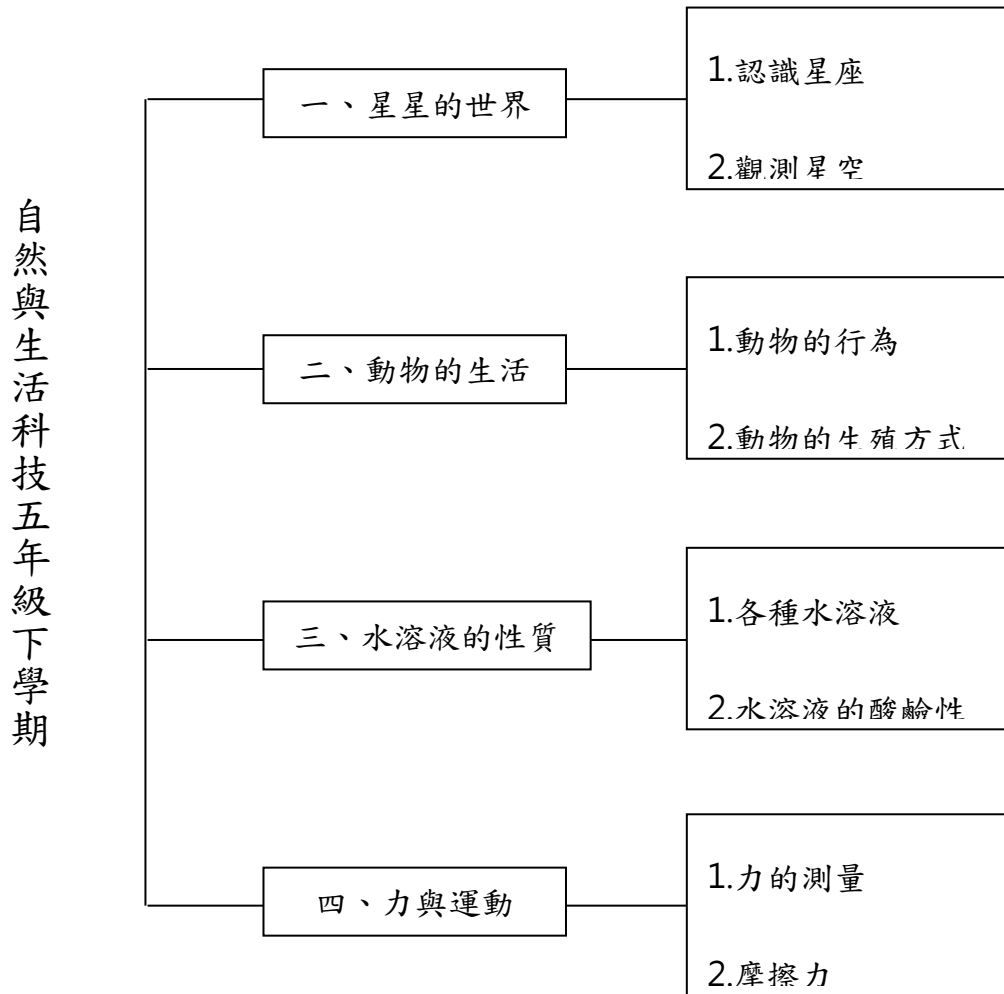 自然與生活科技五年級下學期
一、星星的世界
1.認識星座
2.觀測星空
二、動物的生活
1.動物的行為
2.動物的生殖方式
三、水溶液的性質
1.各種水溶液
2.水溶液的酸鹼性
四、力與運動
1.力的測量
2.摩擦力